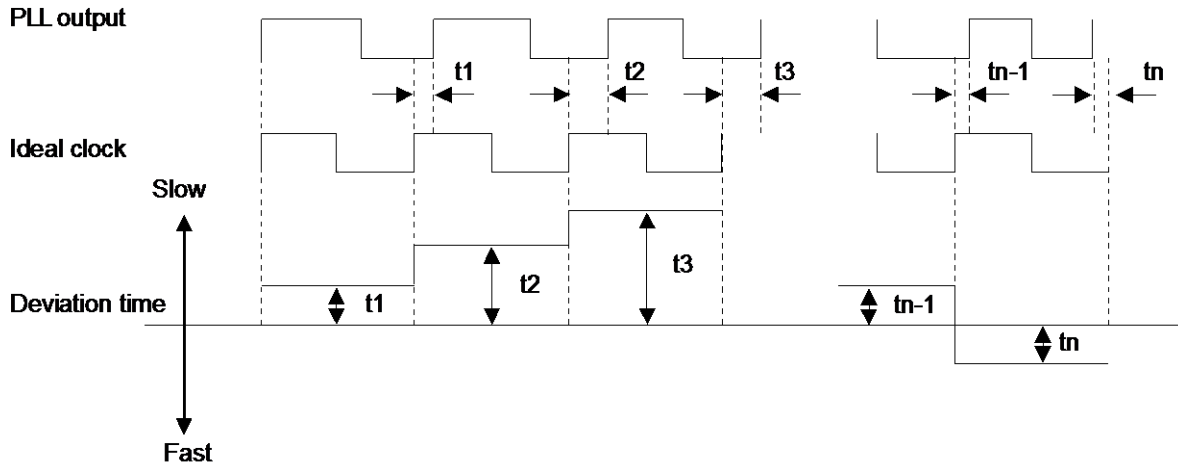 PLL output
t1
t2
t3
tn-1
tn
Ideal clock
Slow
Deviation time
t1
t2
t3
tn-1
tn
Fast